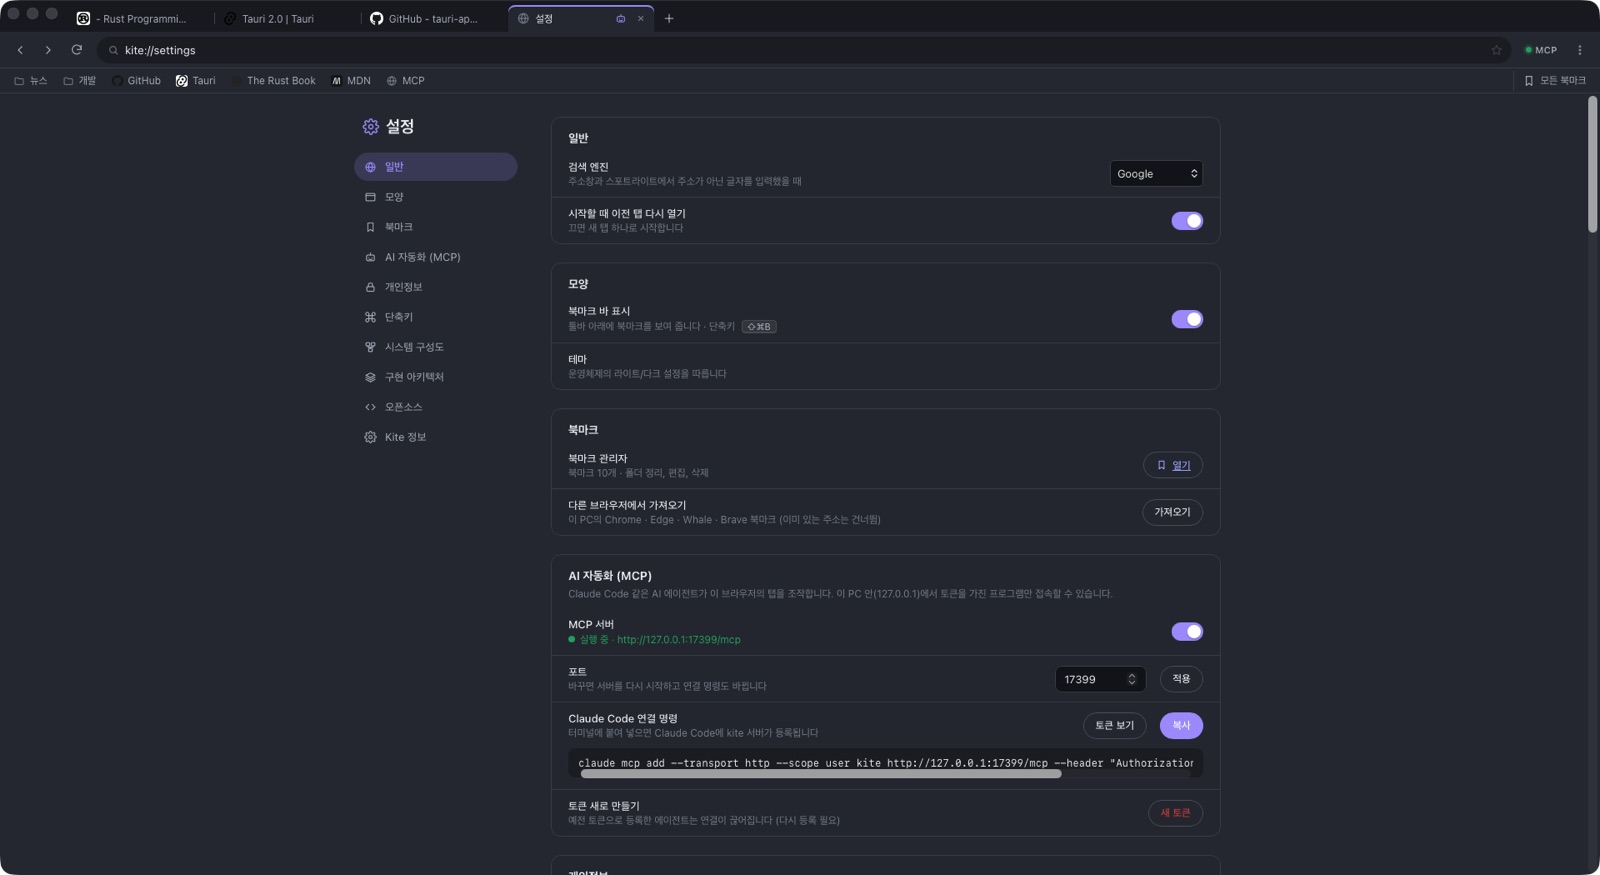 - Rust Programmi...
Tauri 2.0 | Tauri
GitHub - tauri-ap...
설정
kite://settings
MCP
뉴스
개발
GitHub
Tauri
The Rust Book
MDN
MCP
모든 북마크
설정
일반
모양
북마크
AI 자동화 (MCP)
개인정보
단축키
시스템 구성도
구현 아키텍처
오픈소스
Kite 정보
일반
검색 엔진
주소창과 스포트라이트에서 주소가 아닌 글자를 입력했을 때
Google
시작할 때 이전 탭 다시 열기
끄면 새 탭 하나로 시작합니다
모양
북마크 바 표시
툴바 아래에 북마크를 보여 줍니다 · 단축키 ⇧⌘B
테마
운영체제의 라이트/다크 설정을 따릅니다
북마크
북마크 관리자
북마크 10개 · 폴더 정리, 편집, 삭제
열기
다른 브라우저에서 가져오기
이 PC의 Chrome · Edge · Whale · Brave 북마크 (이미 있는 주소는 건너뜀)
가져오기
AI 자동화 (MCP)
Claude Code 같은 AI 에이전트가 이 브라우저의 탭을 조작합니다. 이 PC 안(127.0.0.1)에서 토큰을 가진 프로그램만 접속할 수 있습니다.
MCP 서버
실행 중 · http://127.0.0.1:17399/mcp
포트
바꾸면 서버를 다시 시작하고 연결 명령도 바뀝니다
17399
적용
Claude Code 연결 명령
터미널에 붙여 넣으면 Claude Code에 kite 서버가 등록됩니다
토큰 보기
복사
claude mcp add --transport http --scope user kite http://127.0.0.1:17399/mcp --header "Authorization
토큰 새로 만들기
예전 토큰으로 등록한 에이전트는 연결이 끊어집니다 (다시 등록 필요)
새 토큰